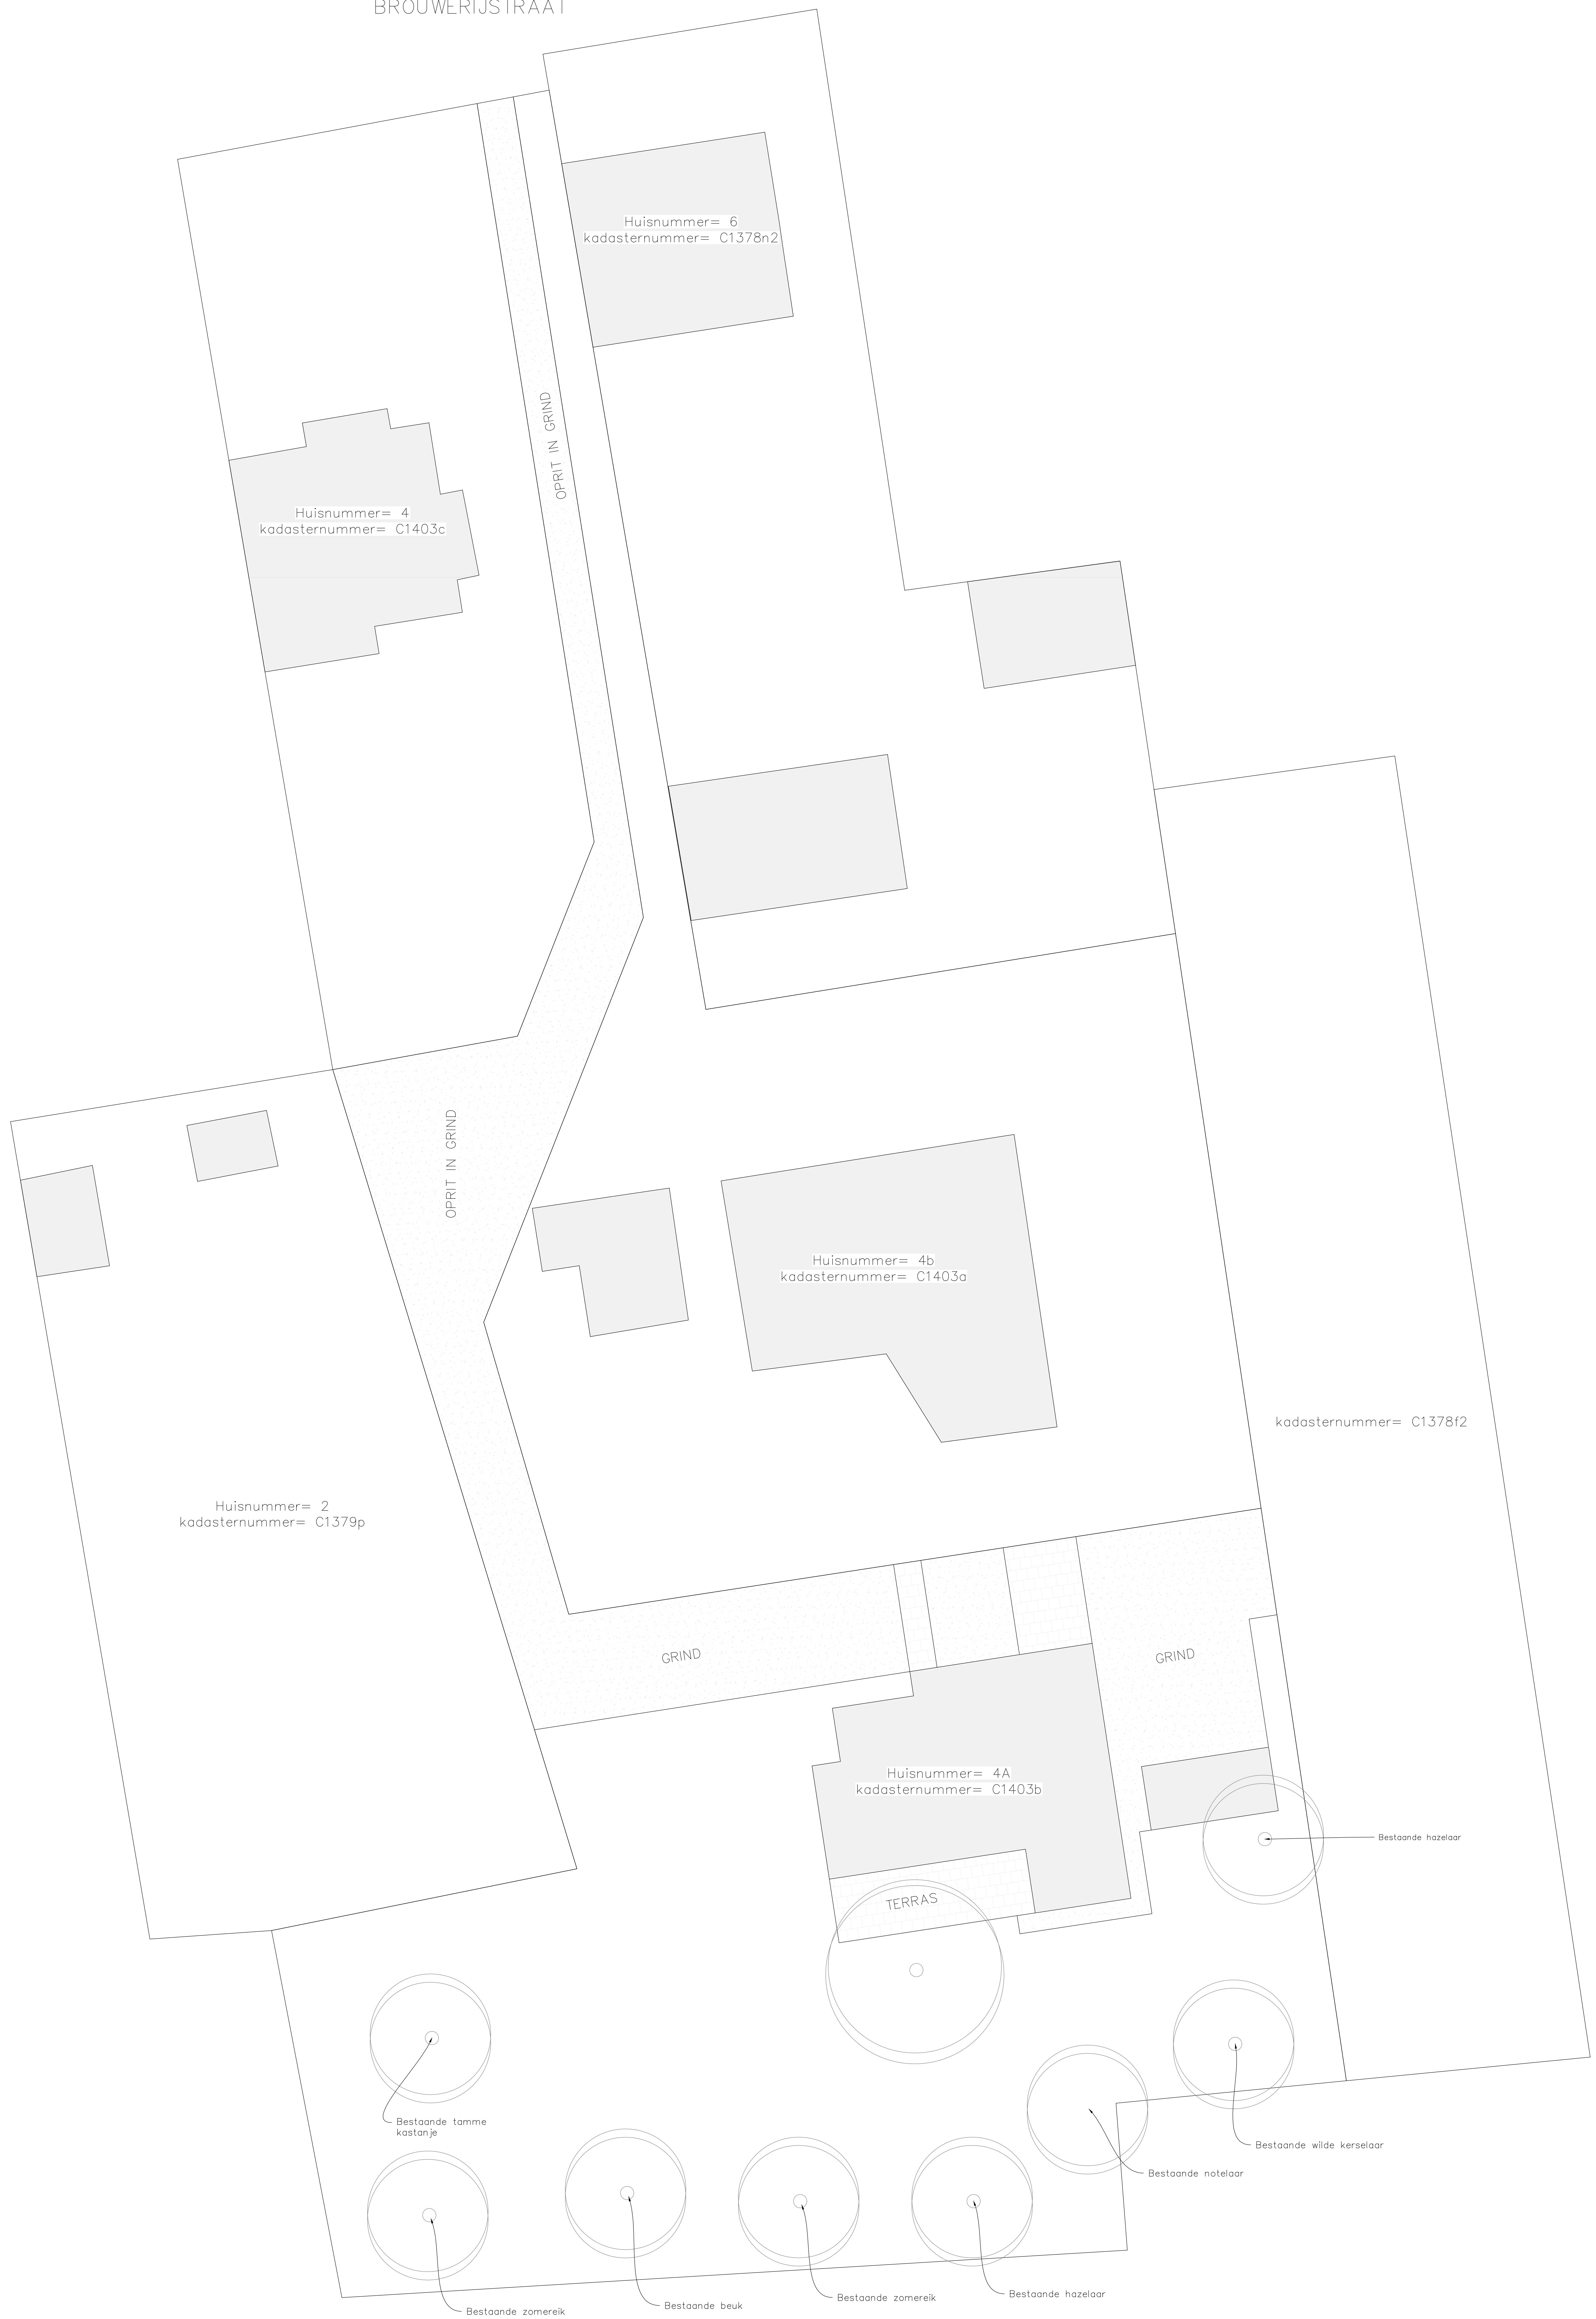 BROUWERIJSTRAAT
Huisnummer= 6
kadasternummer= C1378n2
OPRIT IN GRIND
Huisnummer= 4
kadasternummer= C1403c
OPRIT IN GRIND
Huisnummer= 4b
kadasternummer= C1403a
kadasternummer= C1378f2
Huisnummer= 2
kadasternummer= C1379p
GRIND
GRIND
Huisnummer= 4A
kadasternummer= C1403b
Bestaande hazelaar
TERRAS
Bestaande tamme
kastanje
Bestaande wilde kerselaar
Bestaande notelaar
Bestaande hazelaar
Bestaande zomereik
Bestaande beuk
Bestaande zomereik